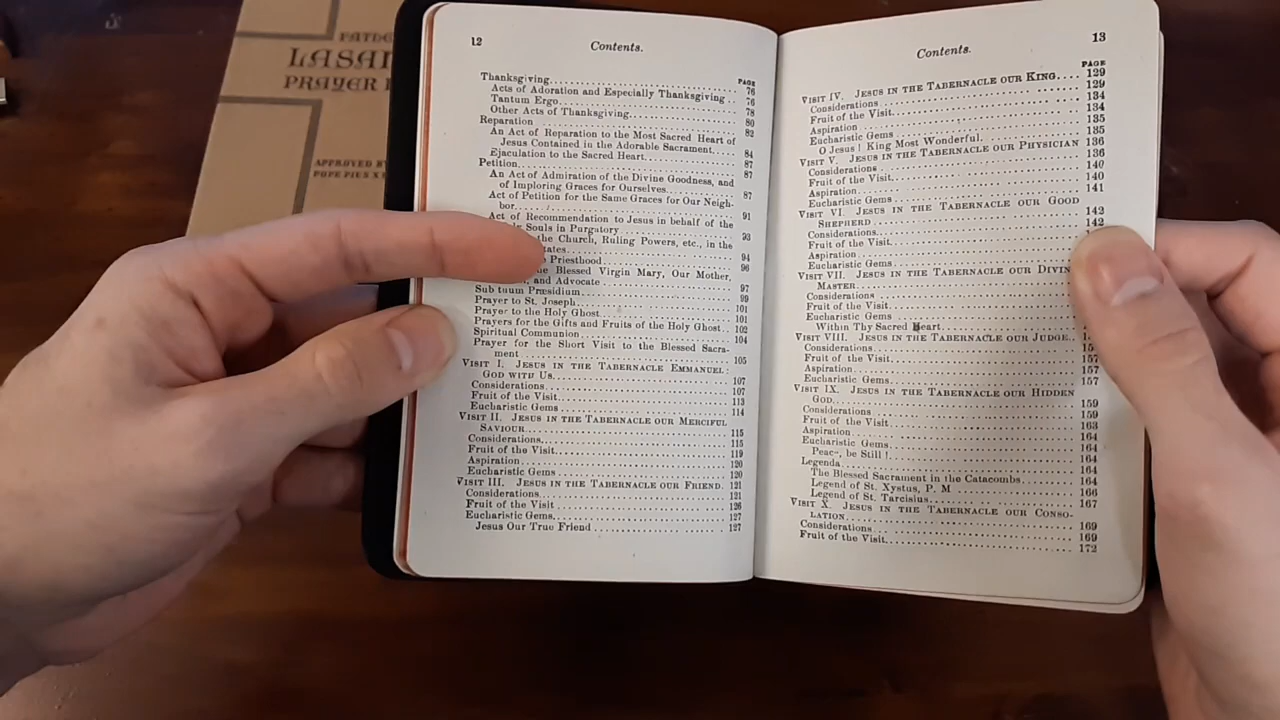 FATHE
LASAN
PRAYER
APPROVED BY
POPE PIUS X
12
Contents.
PAGE
Thanksgiving 76
Acts of Adoration and Especially Thanksgiving 76
Tantum Ergo 78
Other Acts of Thanksgiving 80
Reparation 82
An Act of Reparation to the Most Sacred Heart of
Jesus Contained in the Adorable Sacrament 84
Ejaculation to the Sacred Heart 87
Petition 87
An Act of Admiration of the Divine Goodness, and
of Imploring Graces for Ourselves 87
Act of Petition for the Same Graces for Our Neigh-
bor 91
Act of Recommendation to Jesus in behalf of the
Souls in Purgatory 93
the Church, Ruling Powers, etc., in the
tates 94
Priesthood 96
Blessed Virgin Mary, Our Mother,
and Advocate 97
Sub tuum Præsidium 99
Prayer to St. Joseph 101
Prayer to the Holy Ghost 101
Prayers for the Gifts and Fruits of the Holy Ghost 102
Spiritual Communion 104
Prayer for the Short Visit to the Blessed Sacra-
ment 105
VISIT I. JESUS IN THE TABERNACLE EMMANUEL:
GOD WITH US 107
Considerations 107
Fruit of the Visit 113
Eucharistic Gems 114
VISIT II. JESUS IN THE TABERNACLE OUR MERCIFUL
SAVIOUR 115
Considerations 115
Fruit of the Visit 119
Aspiration 120
Eucharistic Gems 120
VISIT III. JESUS IN THE TABERNACLE OUR FRIEND. 121
Considerations 121
Fruit of the Visit 126
Eucharistic Gems 127
Jesus Our True Friend 127
13
Contents.
PAGE
VISIT IV. JESUS IN THE TABERNACLE OUR KING 129
Considerations 129
Fruit of the Visit 134
Aspiration 134
Eucharistic Gems 135
O Jesus! King Most Wonderful. 135
VISIT V. JESUS IN THE TABERNACLE OUR PHYSICIAN 136
Considerations 136
Fruit of the Visit 140
Aspiration 140
Eucharistic Gems 141
VISIT VI. JESUS IN THE TABERNACLE OUR GOOD
SHEPHERD 142
Considerations 142
Fruit of the Visit
Aspiration
Eucharistic Gems
VISIT VII. JESUS IN THE TABERNACLE OUR DIVIN
MASTER
Considerations
Fruit of the Visit
Eucharistic Gems
Within Thy Sacred Heart
VISIT VIII. JESUS IN THE TABERNACLE OUR JUDGE
Considerations 15
Fruit of the Visit 157
Aspiration 157
Eucharistic Gems 157
VISIT IX. JESUS IN THE TABERNACLE OUR HIDDEN
GOD 159
Considerations 159
Fruit of the Visit 163
Aspiration 164
Eucharistic Gems 164
Peace, be Still! 164
Legenda 164
The Blessed Sacrament in the Catacombs 164
Legend of St. Xystus, P. M 166
Legend of St. Tarcisius 167
VISIT X. JESUS IN THE TABERNACLE OUR CONSO-
LATION 169
Considerations 169
Fruit of the Visit 172